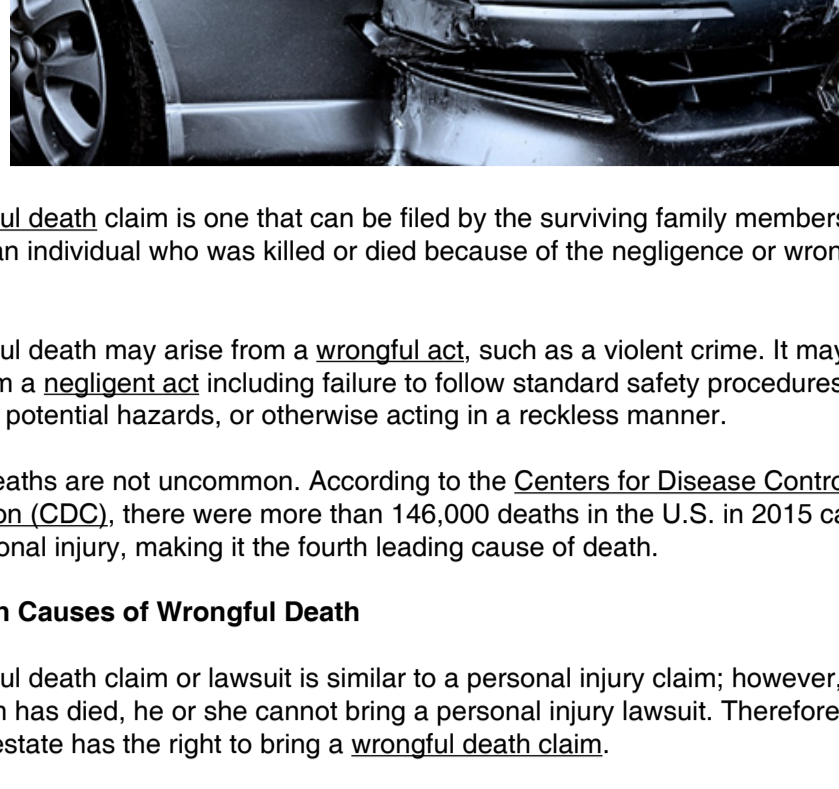 ul death claim is one that can be filed by the surviving family members
an individual who was killed or died because of the negligence or wron
ul death may arise from a wrongful act, such as a violent crime. It may
m a negligent act including failure to follow standard safety procedures
potential hazards, or otherwise acting in a reckless manner.
eaths are not uncommon. According to the Centers for Disease Contro
on (CDC), there were more than 146,000 deaths in the U.S. in 2015 ca
onal injury, making it the fourth leading cause of death.
n Causes of Wrongful Death
ul death claim or lawsuit is similar to a personal injury claim; however,
n has died, he or she cannot bring a personal injury lawsuit. Therefore
estate has the right to bring a wrongful death claim.